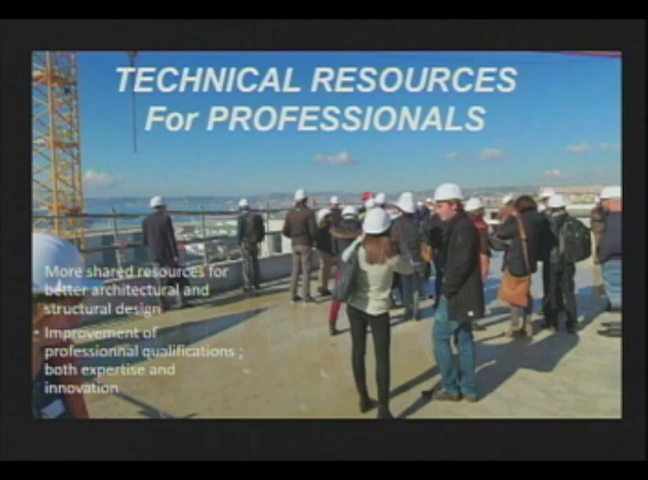 TECHNICAL RESOURCES
For PROFESSIONALS
More shared resources for
better architectural and
structural design
• Improvement of
professionnal qualifications ;
both expertise and
innovation